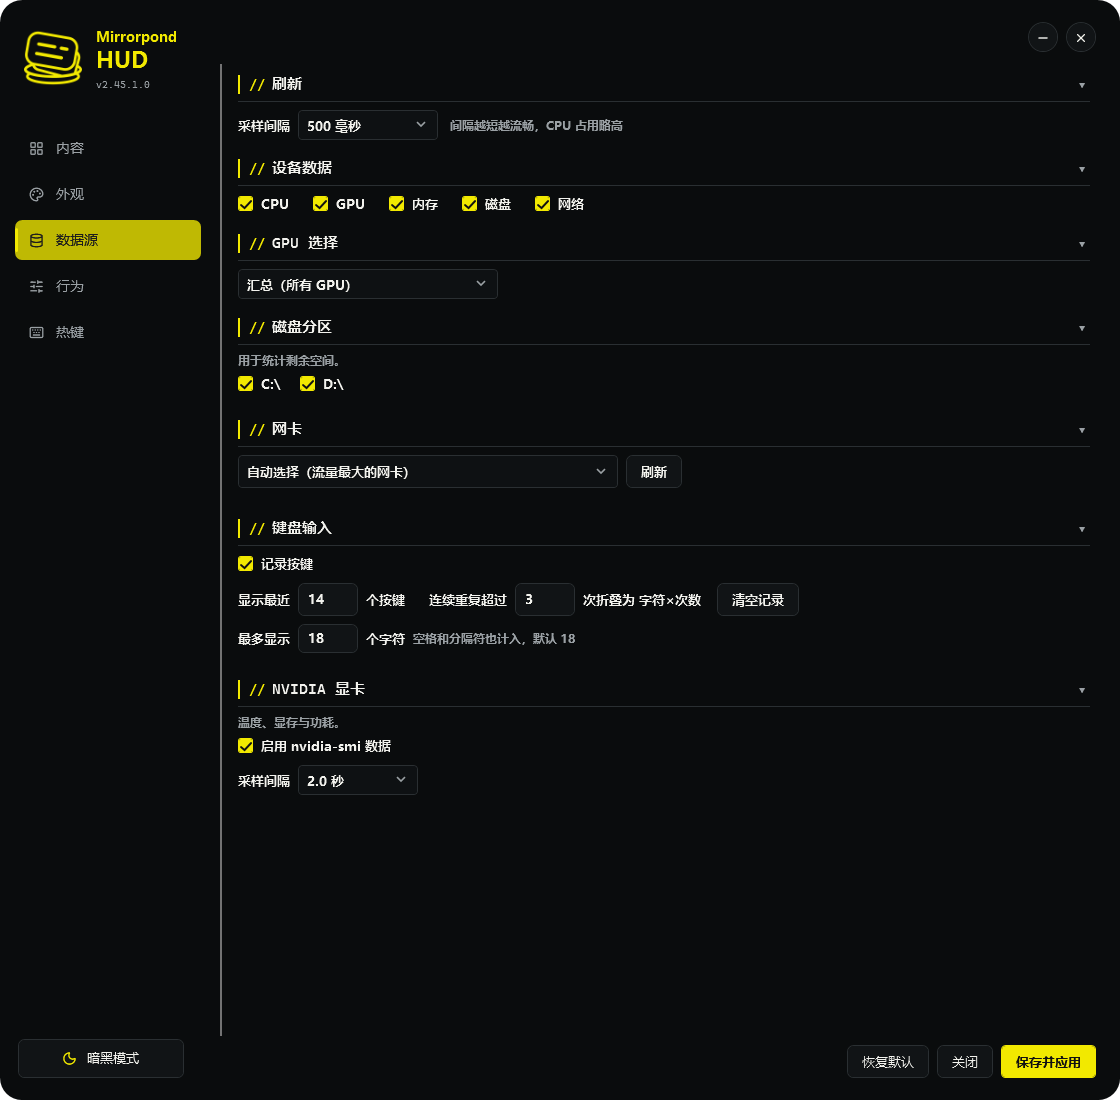 Mirrorpond
HUD
v2.45.1.0
内容
外观
数据源
行为
热键
// 刷新
采样间隔 500 毫秒 间隔越短越流畅，CPU 占用略高
// 设备数据
CPU GPU 内存 磁盘 网络
// GPU 选择
汇总（所有 GPU）
// 磁盘分区
用于统计剩余空间。
C:\ D:\
// 网卡
自动选择（流量最大的网卡） 刷新
// 键盘输入
记录按键
显示最近 14 个按键 连续重复超过 3 次折叠为 字符×次数 清空记录
最多显示 18 个字符 空格和分隔符也计入，默认 18
// NVIDIA 显卡
温度、显存与功耗。
启用 nvidia-smi 数据
采样间隔 2.0 秒
暗黑模式
恢复默认 关闭 保存并应用